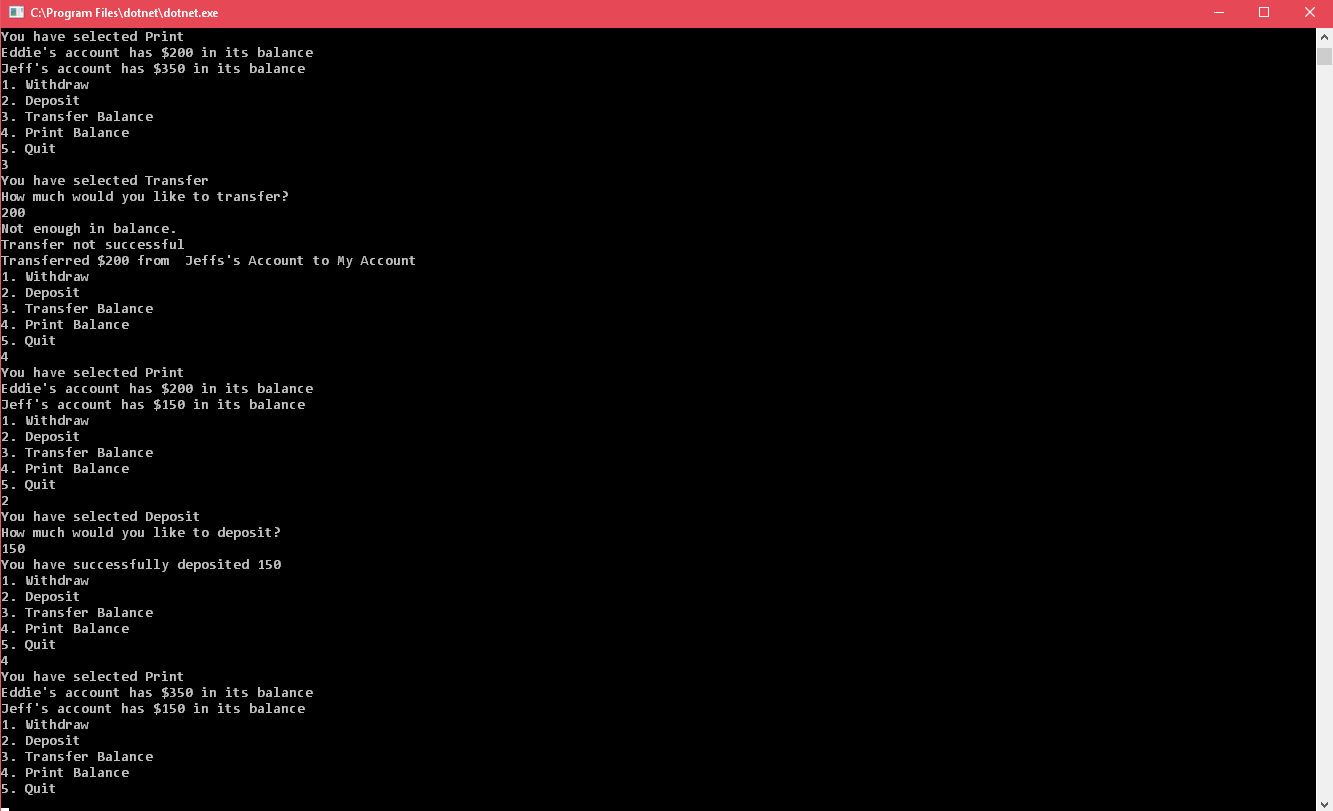 C:\Program Files\dotnet\dotnet.exe
You have selected Print
Eddie's account has $200 in its balance
Jeff's account has $350 in its balance
1. Withdraw
2. Deposit
3. Transfer Balance
4. Print Balance
5. Quit
3
You have selected Transfer
How much would you like to transfer?
200
Not enough in balance.
Transfer not successful
Transferred $200 from  Jeffs's Account to My Account
1. Withdraw
2. Deposit
3. Transfer Balance
4. Print Balance
5. Quit
4
You have selected Print
Eddie's account has $200 in its balance
Jeff's account has $150 in its balance
1. Withdraw
2. Deposit
3. Transfer Balance
4. Print Balance
5. Quit
2
You have selected Deposit
How much would you like to deposit?
150
You have successfully deposited 150
1. Withdraw
2. Deposit
3. Transfer Balance
4. Print Balance
5. Quit
4
You have selected Print
Eddie's account has $350 in its balance
Jeff's account has $150 in its balance
1. Withdraw
2. Deposit
3. Transfer Balance
4. Print Balance
5. Quit